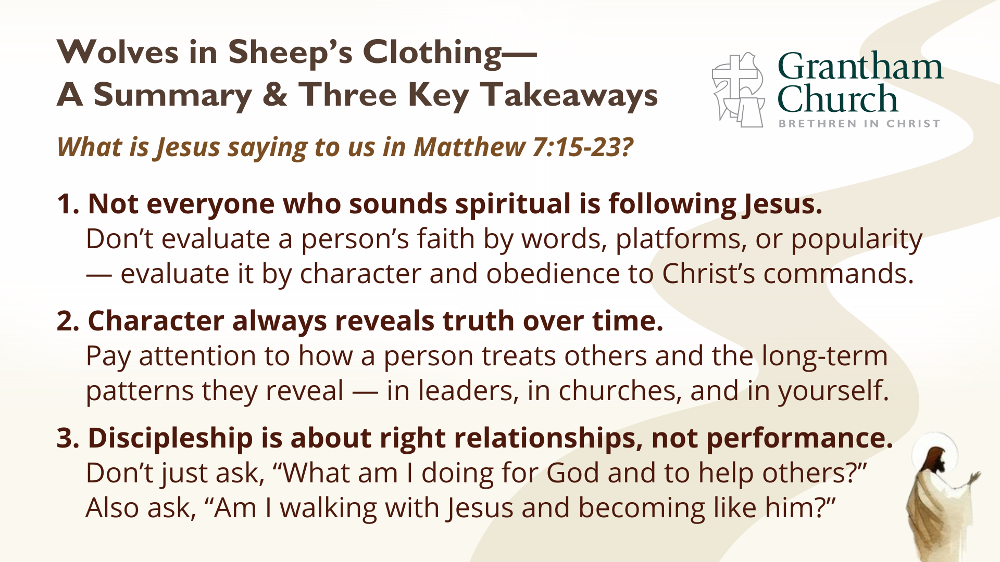 Wolves in Sheep’s Clothing—
A Summary & Three Key Takeaways
Grantham
Church
BRETHREN IN CHRIST
What is Jesus saying to us in Matthew 7:15-23?
1. Not everyone who sounds spiritual is following Jesus.
Don’t evaluate a person’s faith by words, platforms, or popularity
— evaluate it by character and obedience to Christ’s commands.
2. Character always reveals truth over time.
Pay attention to how a person treats others and the long-term
patterns they reveal — in leaders, in churches, and in yourself.
3. Discipleship is about right relationships, not performance.
Don’t just ask, “What am I doing for God and to help others?”
Also ask, “Am I walking with Jesus and becoming like him?”